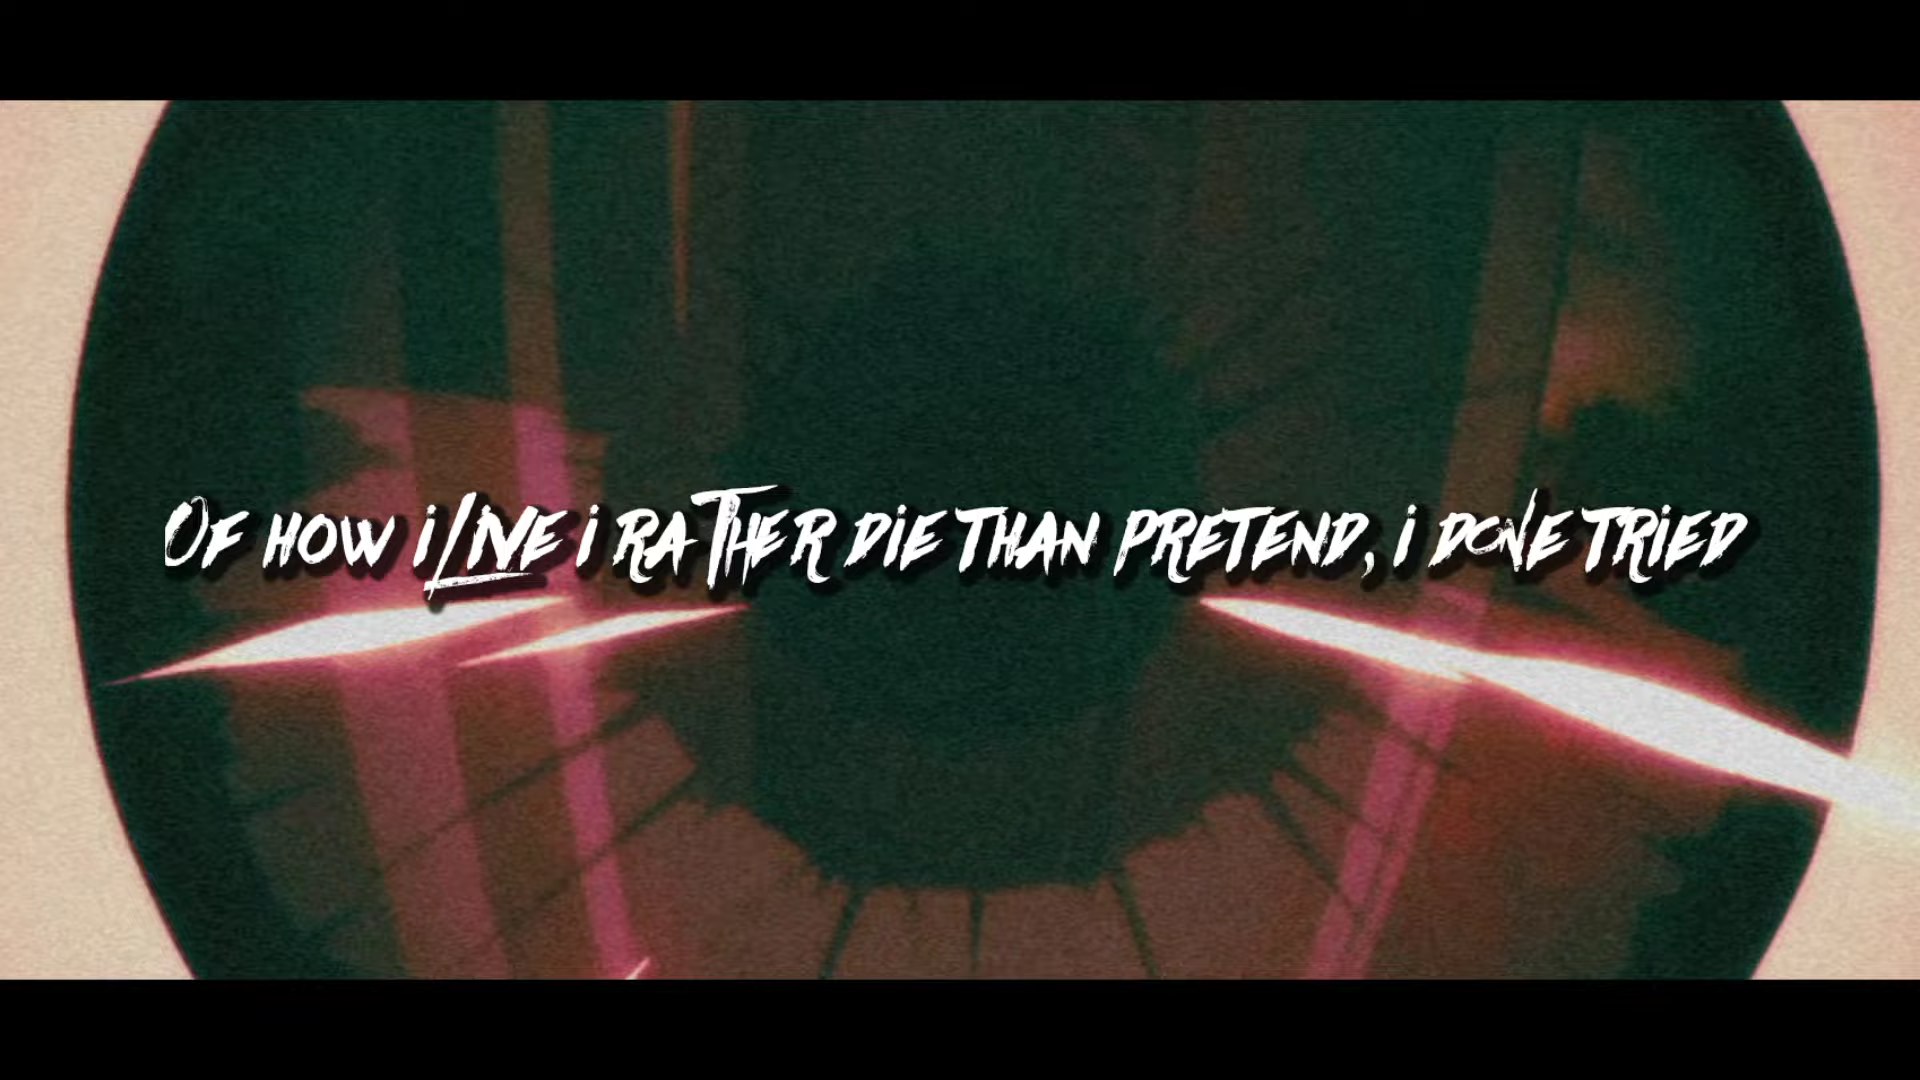 Of how i Live i raTher die than pretend, i done tried